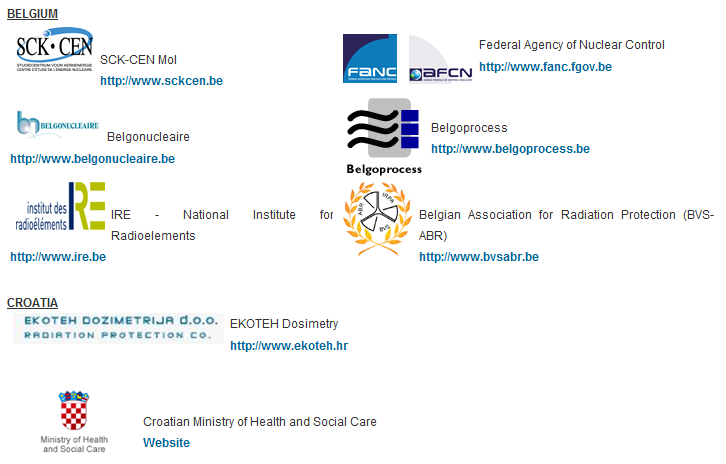 BELGIUM
SCK•CEN
STUDIECENTRUM VOOR KERNENERGIE
CENTRE D'ETUDE DE L'ENERGIE NUCLEAIRE
SCK-CEN Mol
http://www.sckcen.be
FANC
AFCN
Federal Agency of Nuclear Control
http://www.fanc.fgov.be
bn BELGONUCLEAIRE
Belgonucleaire
http://www.belgonucleaire.be
Belgoprocess
Belgoprocess
http://www.belgoprocess.be
institut des
radioéléments
IRE
IRE - National Institute for
Radioelements
http://www.ire.be
ABR
IRPA
BVS
Belgian Association for Radiation Protection (BVS-
ABR)
http://www.bvsabr.be
CROATIA
EKOTEH DOZIMETRIJA d.o.o.
RADIATION PROTECTION CO.
EKOTEH Dosimetry
http://www.ekoteh.hr
Ministry of Health
and Social Care
Croatian Ministry of Health and Social Care
Website